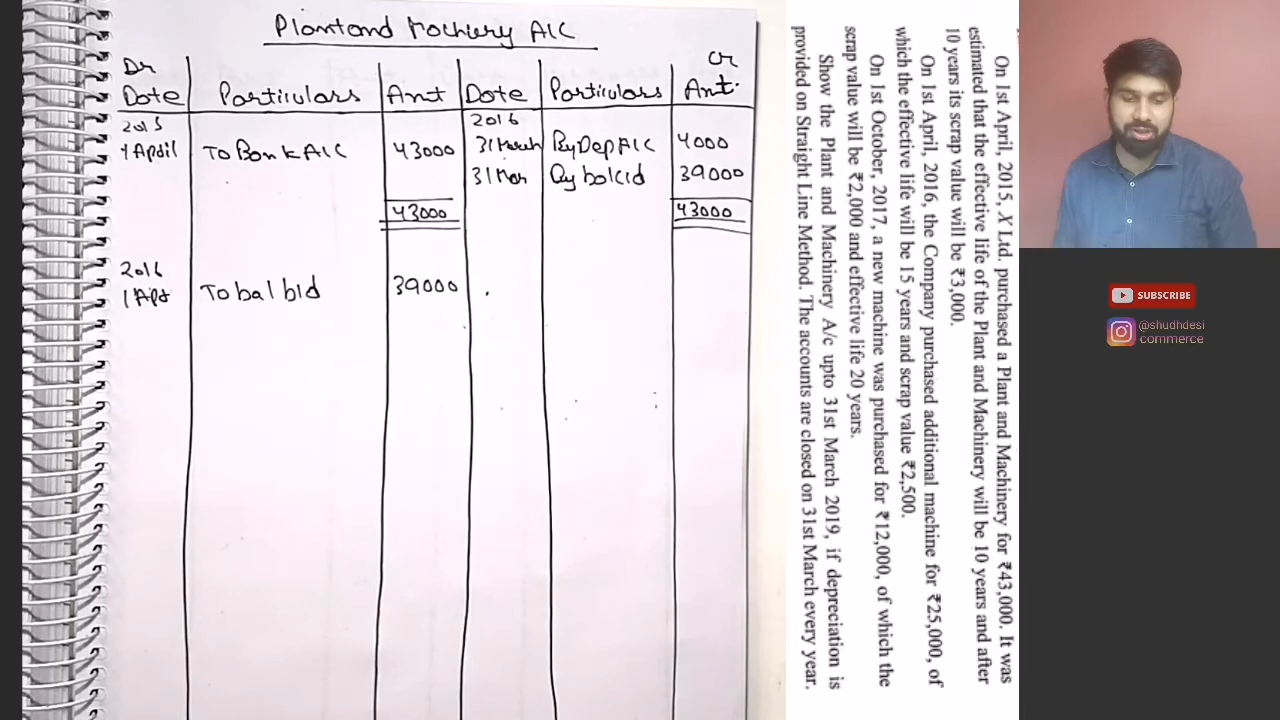 Plantand Machinery A/C
Dr Cr
Date Particulars Amt Date Particulars Amt.
2015 2016
1 April To Bank A/C 43000 31 March By Dep A/C 4000
31 Mar By bal c/d 39000
43000 43000
2016
1 Apr To bal b/d 39000
On 1st April, 2015, X Ltd. purchased a Plant and Machinery for ₹43,000. It was
estimated that the effective life of the Plant and Machinery will be 10 years and after
10 years its scrap value will be ₹3,000.
On 1st April, 2016, the Company purchased additional machine for ₹25,000, of
which the effective life will be 15 years and scrap value ₹2,500.
On 1st October, 2017, a new machine was purchased for ₹12,000, of which the
scrap value will be ₹2,000 and effective life 20 years.
Show the Plant and Machinery A/c upto 31st March 2019, if depreciation is
provided on Straight Line Method. The accounts are closed on 31st March every year.
SUBSCRIBE
@shudhdesi
commerce